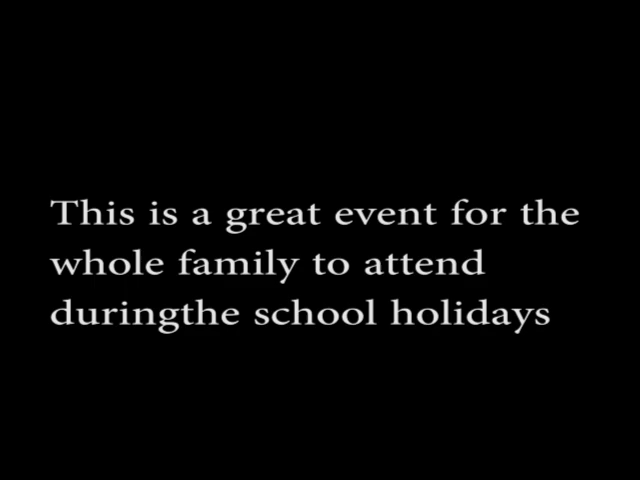 This is a great event for the
whole family to attend
duringthe school holidays